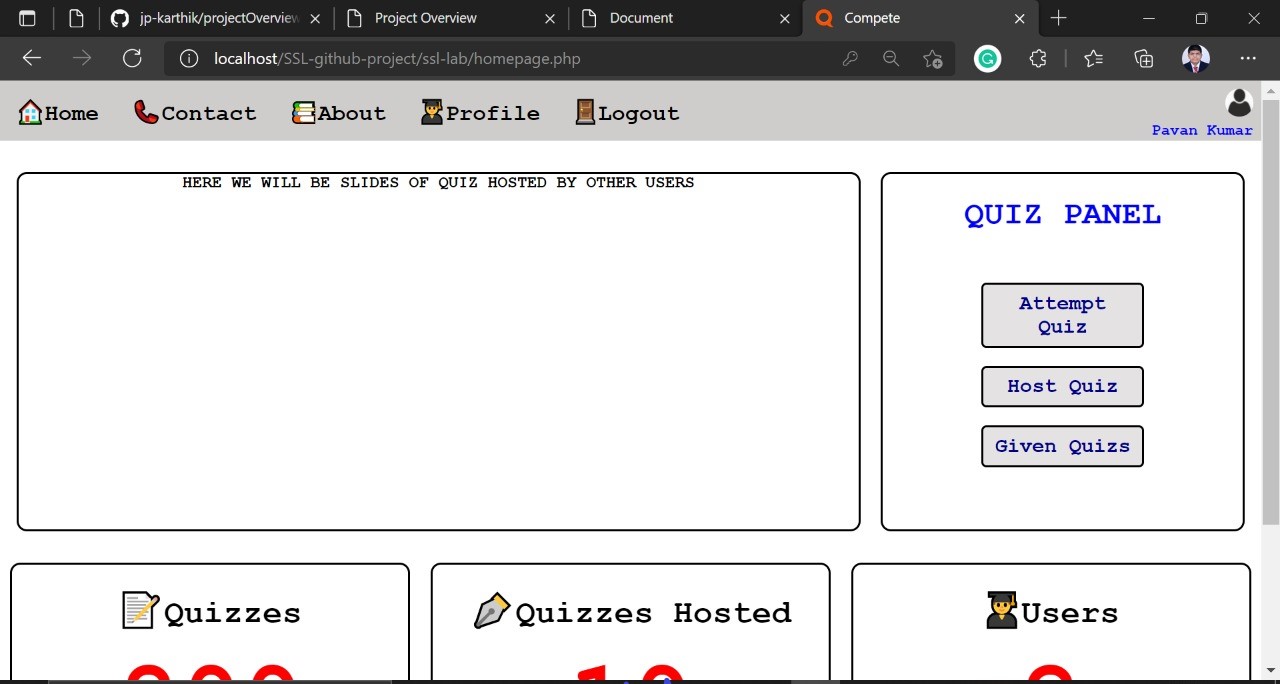 jp-karthik/projectOverview
Project Overview
Document
Compete
localhost/SSL-github-project/ssl-lab/homepage.php
Home
Contact
About
Profile
Logout
Pavan Kumar
HERE WE WILL BE SLIDES OF QUIZ HOSTED BY OTHER USERS
QUIZ PANEL
Attempt
Quiz
Host Quiz
Given Quizs
Quizzes
Quizzes Hosted
Users